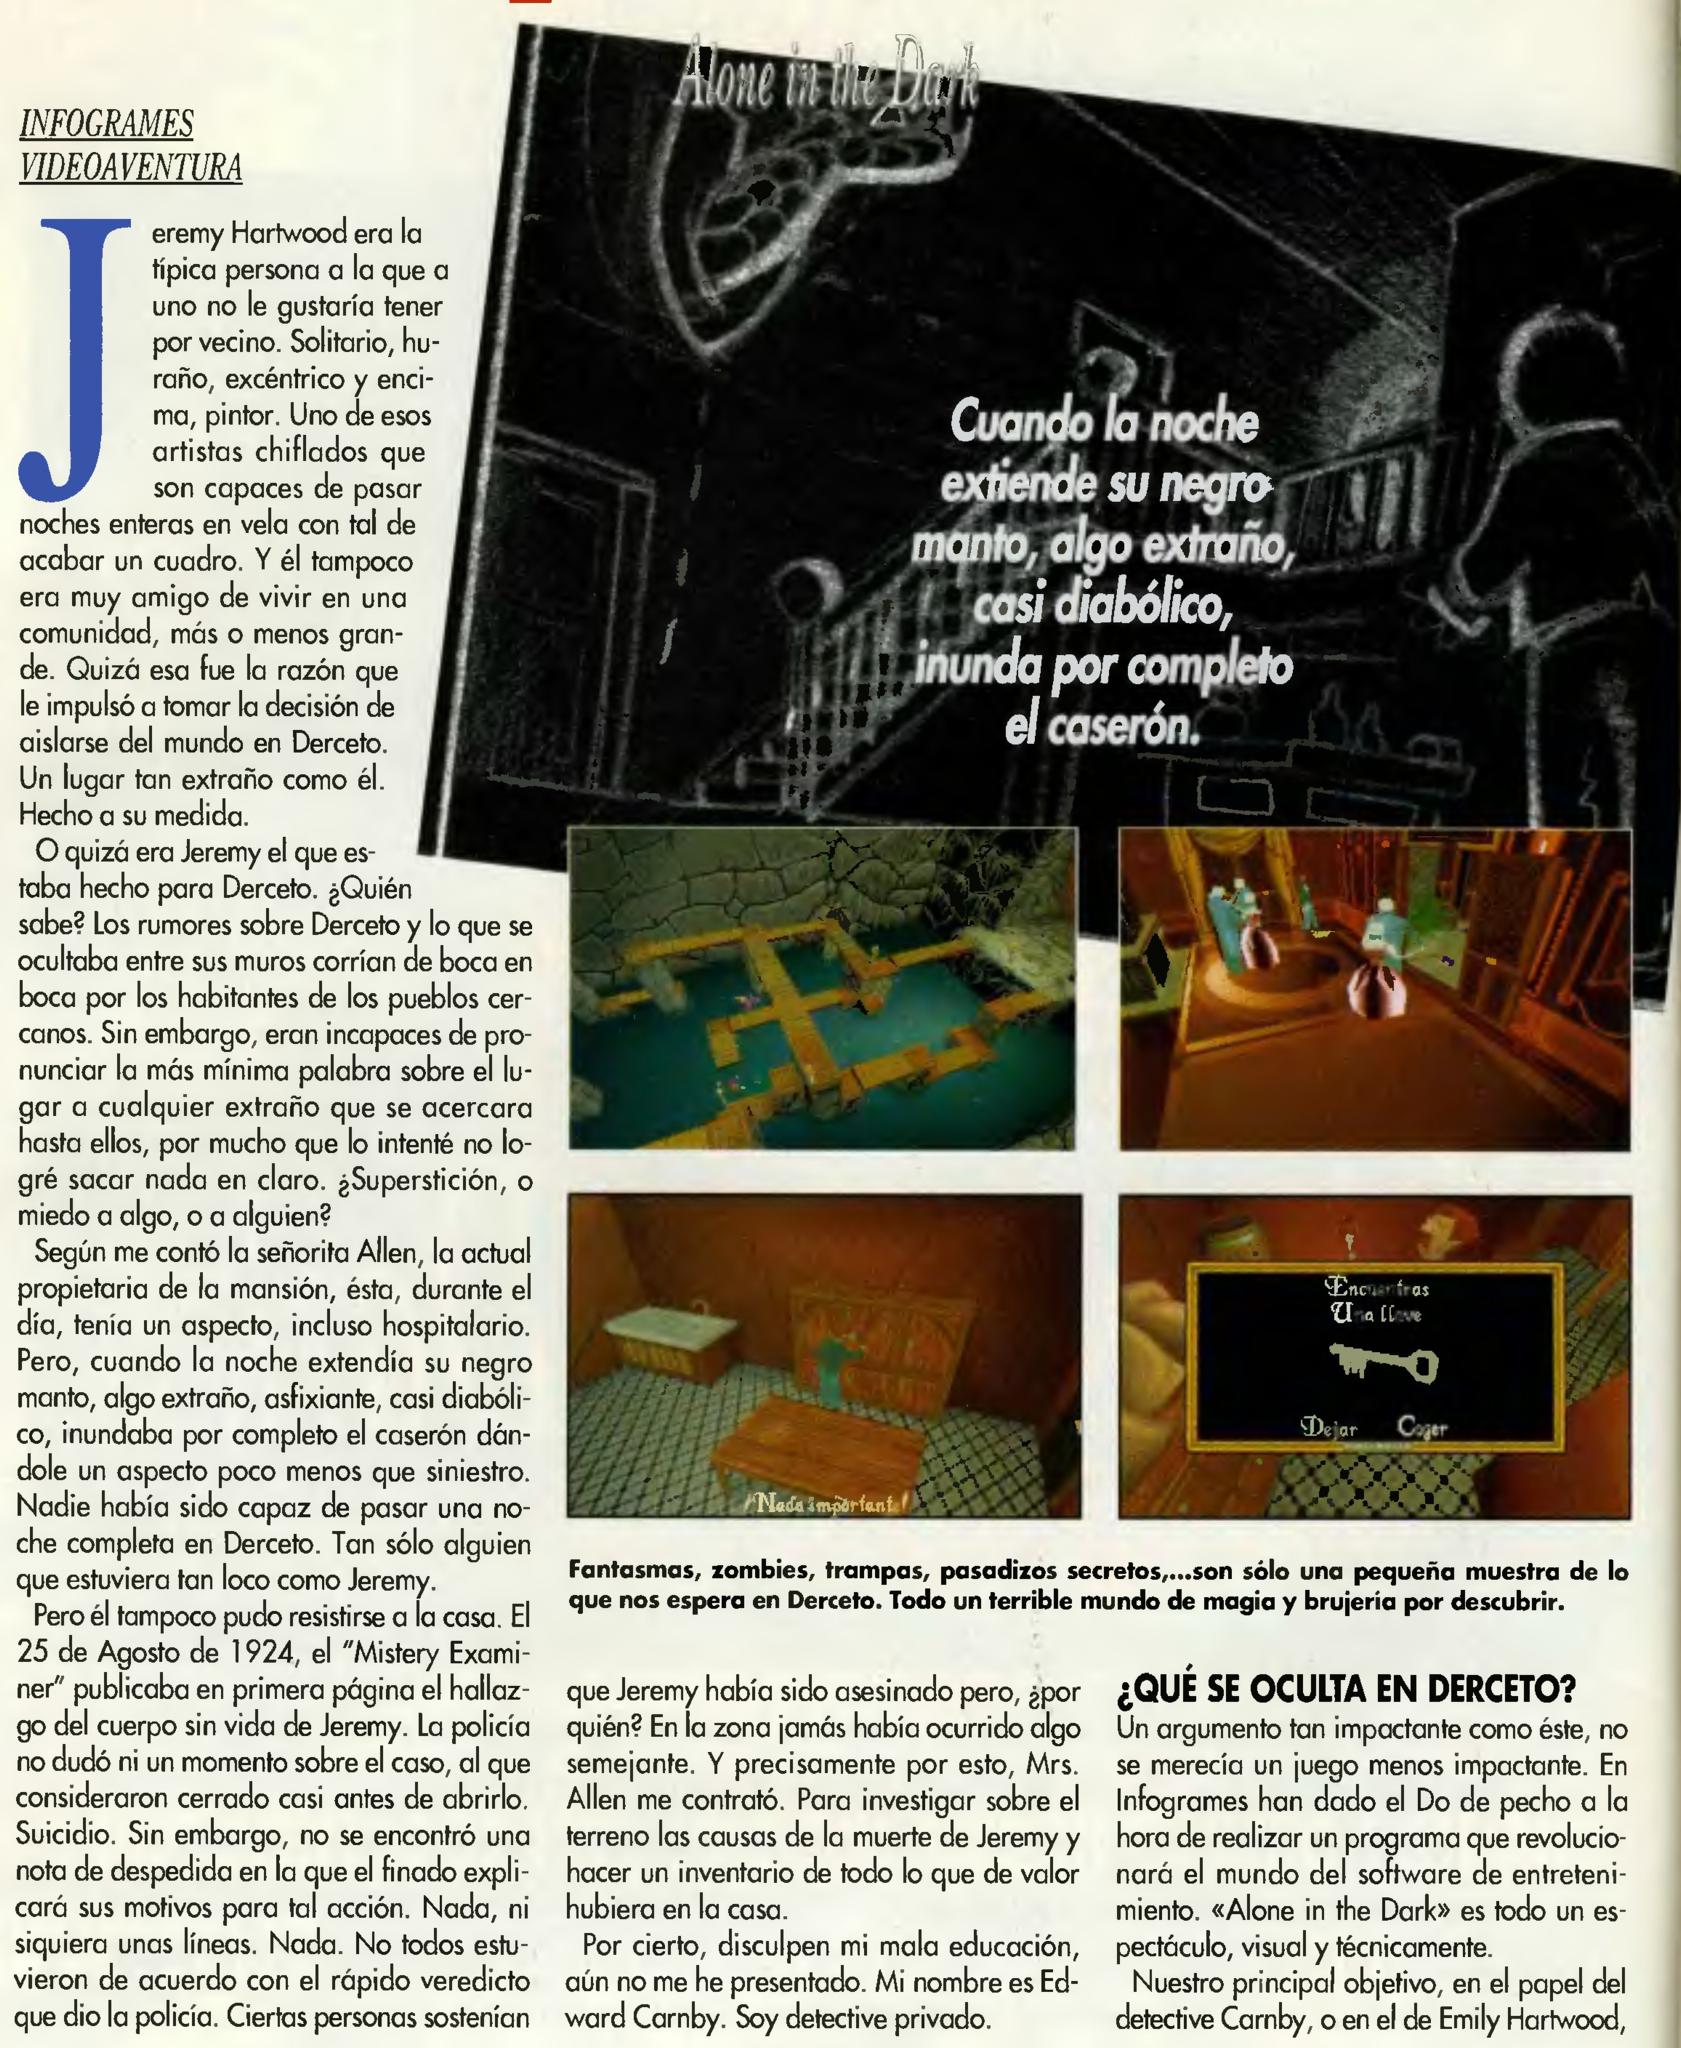 Alone in the Dark
INFOGRAMES
VIDEOAVENTURA
Jeremy Hartwood era la
típica persona a la que a
uno no le gustaría tener
por vecino. Solitario, hu-
raño, excéntrico y enci-
ma, pintor. Uno de esos
artistas chiflados que
son capaces de pasar
noches enteras en vela con tal de
acabar un cuadro. Y él tampoco
era muy amigo de vivir en una
comunidad, más o menos gran-
de. Quizá esa fue la razón que
le impulsó a tomar la decisión de
aislarse del mundo en Derceto.
Un lugar tan extraño como él.
Hecho a su medida.
O quizá era Jeremy el que es-
taba hecho para Derceto. ¿Quién
sabe? Los rumores sobre Derceto y lo que se
ocultaba entre sus muros corrían de boca en
boca por los habitantes de los pueblos cer-
canos. Sin embargo, eran incapaces de pro-
nunciar la más mínima palabra sobre el lu-
gar a cualquier extraño que se acercara
hasta ellos, por mucho que lo intenté no lo-
gré sacar nada en claro. ¿Superstición, o
miedo a algo, o a alguien?
Según me contó la señorita Allen, la actual
propietaria de la mansión, ésta, durante el
día, tenía un aspecto, incluso hospitalario.
Pero, cuando la noche extendía su negro
manto, algo extraño, asfixiante, casi diabóli-
co, inundaba por completo el caserón dán-
dole un aspecto poco menos que siniestro.
Nadie había sido capaz de pasar una no-
che completa en Derceto. Tan sólo alguien
que estuviera tan loco como Jeremy.
Pero él tampoco pudo resistirse a la casa. El
25 de Agosto de 1924, el "Mistery Exami-
ner" publicaba en primera página el hallaz-
go del cuerpo sin vida de Jeremy. La policía
no dudó ni un momento sobre el caso, al que
consideraron cerrado casi antes de abrirlo.
Suicidio. Sin embargo, no se encontró una
nota de despedida en la que el finado expli-
cará sus motivos para tal acción. Nada, ni
siquiera unas líneas. Nada. No todos estu-
vieron de acuerdo con el rápido veredicto
que dio la policía. Ciertas personas sostenían
Cuando la noche
extiende su negro
manto, algo extraño,
casi diabólico,
inunda por completo
el caserón.
¡Nada important!
Encuentras
Una llave
Dejar Coger
Fantasmas, zombies, trampas, pasadizos secretos,...son sólo una pequeña muestra de lo
que nos espera en Derceto. Todo un terrible mundo de magia y brujería por descubrir.
que Jeremy había sido asesinado pero, ¿por
quién? En la zona jamás había ocurrido algo
semejante. Y precisamente por esto, Mrs.
Allen me contrató. Para investigar sobre el
terreno las causas de la muerte de Jeremy y
hacer un inventario de todo lo que de valor
hubiera en la casa.
Por cierto, disculpen mi mala educación,
aún no me he presentado. Mi nombre es Ed-
ward Carnby. Soy detective privado.
¿QUÉ SE OCULTA EN DERCETO?
Un argumento tan impactante como éste, no
se merecía un juego menos impactante. En
Infogrames han dado el Do de pecho a la
hora de realizar un programa que revolucio-
nará el mundo del software de entreteni-
miento. «Alone in the Dark» es todo un es-
pectáculo, visual y técnicamente.
Nuestro principal objetivo, en el papel del
detective Carnby, o en el de Emily Hartwood,